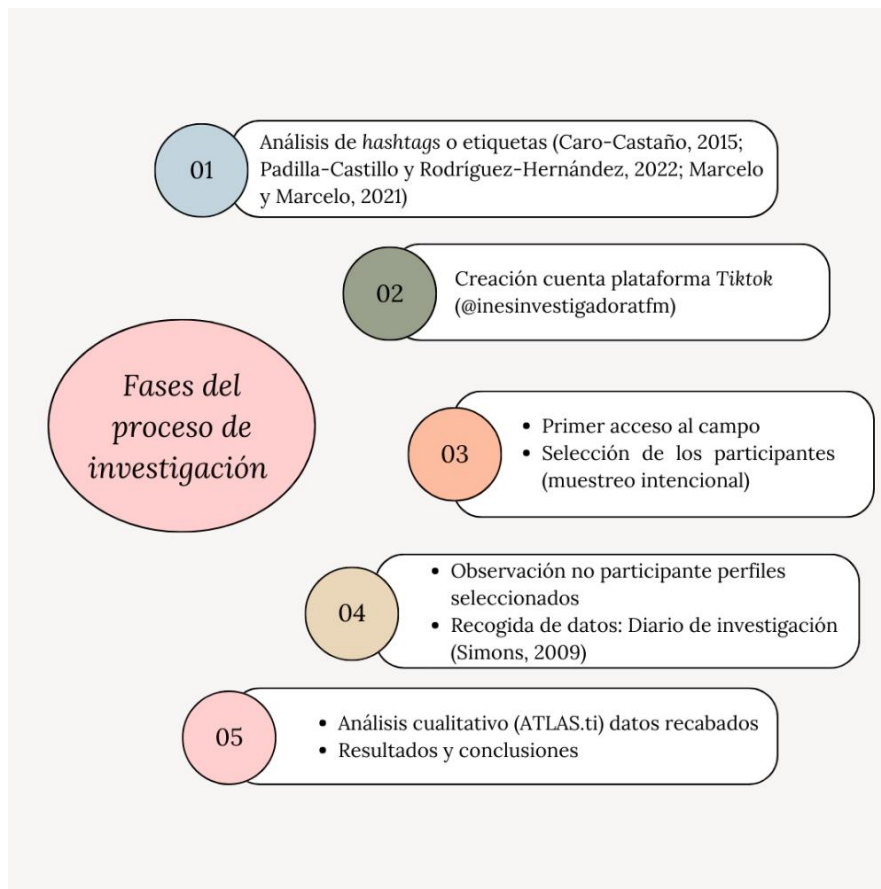 01
Análisis de hashtags o etiquetas (Caro-Castaño, 2015;
Padilla-Castillo y Rodríguez-Hernández, 2022; Marcelo
y Marcelo, 2021)
02
Creación cuenta plataforma Tiktok
(@inesinvestigadoratfm)
Fases del
proceso de
investigación
03
• Primer acceso al campo
• Selección de los participantes
(muestreo intencional)
04
• Observación no participante perfiles
seleccionados
• Recogida de datos: Diario de investigación
(Simons, 2009)
05
• Análisis cualitativo (ATLAS.ti) datos recabados
• Resultados y conclusiones